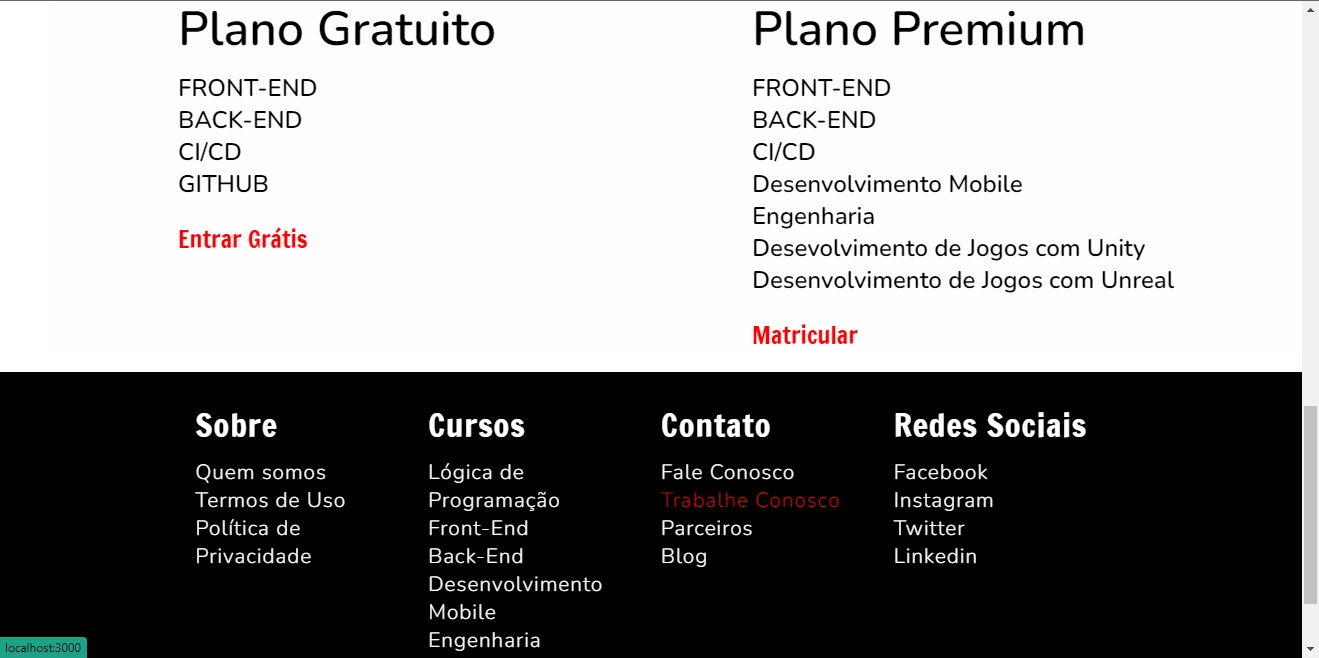 Plano Gratuito
FRONT-END
BACK-END
CI/CD
GITHUB
Entrar Grátis
Plano Premium
FRONT-END
BACK-END
CI/CD
Desenvolvimento Mobile
Engenharia
Desevolvimento de Jogos com Unity
Desenvolvimento de Jogos com Unreal
Matricular
Sobre
Quem somos
Termos de Uso
Política de
Privacidade
Cursos
Lógica de
Programação
Front-End
Back-End
Desenvolvimento
Mobile
Engenharia
Contato
Fale Conosco
Trabalhe Conosco
Parceiros
Blog
Redes Sociais
Facebook
Instagram
Twitter
Linkedin
localhost:3000